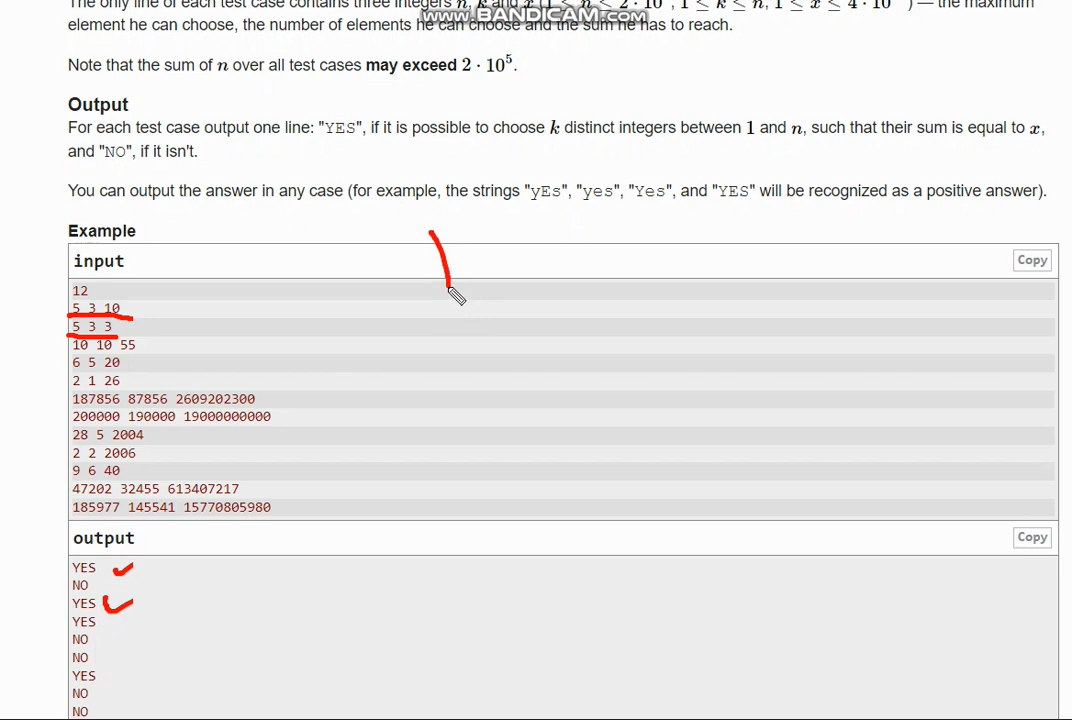 The only line of each test case contains three integers n, k and x (1 ≤ n ≤ 2 · 10 , 1 ≤ k ≤ n, 1 ≤ x ≤ 4 · 10 ) — the maximum
www.BANDICAM.com
element he can choose, the number of elements he can choose and the sum he has to reach.
Note that the sum of n over all test cases may exceed 2 · 10⁵.
Output
For each test case output one line: "YES", if it is possible to choose k distinct integers between 1 and n, such that their sum is equal to x,
and "NO", if it isn't.
You can output the answer in any case (for example, the strings "yEs", "yes", "Yes", and "YES" will be recognized as a positive answer).
Example
input
Copy
12
5 3 10
5 3 3
10 10 55
6 5 20
2 1 26
187856 87856 2609202300
200000 190000 19000000000
28 5 2004
2 2 2006
9 6 40
47202 32455 613407217
185977 145541 15770805980
output
Copy
YES
NO
YES
YES
NO
NO
YES
NO
NO